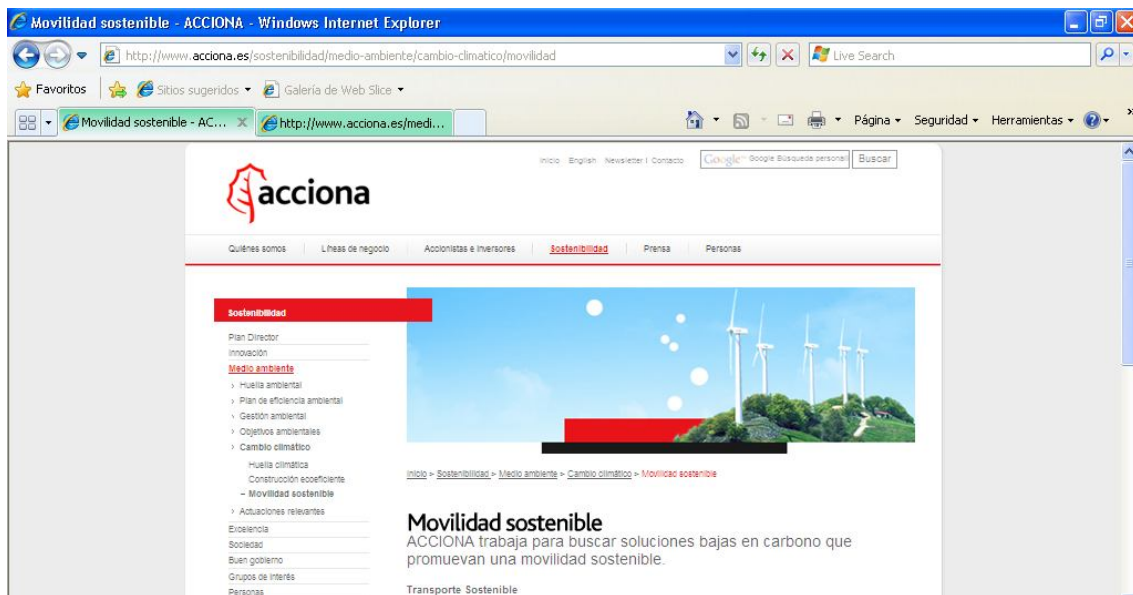 Movilidad sostenible - ACCIONA - Windows Internet Explorer
http://www.acciona.es/sostenibilidad/medio-ambiente/cambio-climatico/movilidad
Live Search
Favoritos Sitios sugeridos Galería de Web Slice
Movilidad sostenible - AC... X http://www.acciona.es/medi...
Página Seguridad Herramientas
Inicio English Newsletter | Contacto Google™ Google Búsqueda personali Buscar
acciona
Quiénes somos Líneas de negocio Accionistas e inversores Sostenibilidad Prensa Personas
Sostenibilidad
Plan Director
Innovación
Medio ambiente
› Huella ambiental
› Plan de eficiencia ambiental
› Gestión ambiental
› Objetivos ambientales
› Cambio climático
Huella climática
Construcción ecoeficiente
– Movilidad sostenible
› Actuaciones relevantes
Excelencia
Sociedad
Buen gobierno
Grupos de interés
Personas
Inicio > Sostenibilidad > Medio ambiente > Cambio climático > Movilidad sostenible
Movilidad sostenible
ACCIONA trabaja para buscar soluciones bajas en carbono que
promuevan una movilidad sostenible.
Transporte Sostenible